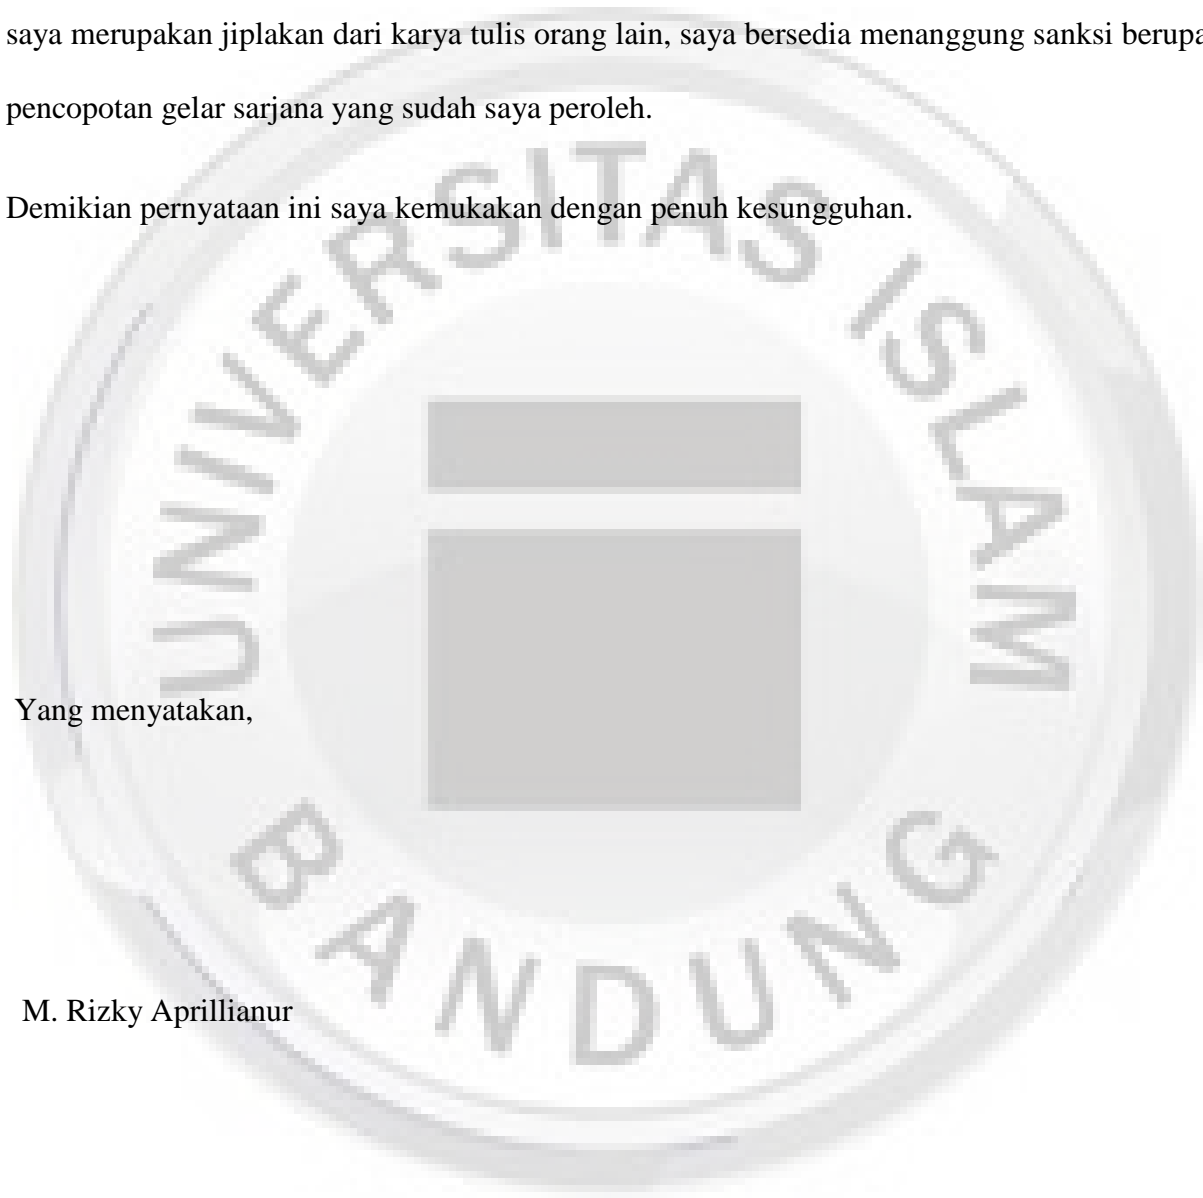 saya merupakan jiplakan dari karya tulis orang lain, saya bersedia menanggung sanksi berupa
pencopotan gelar sarjana yang sudah saya peroleh.
Demikian pernyataan ini saya kemukakan dengan penuh kesungguhan.
UNIVERSITAS ISLAM
Yang menyatakan,
BANDUNG
M. Rizky Aprillianur